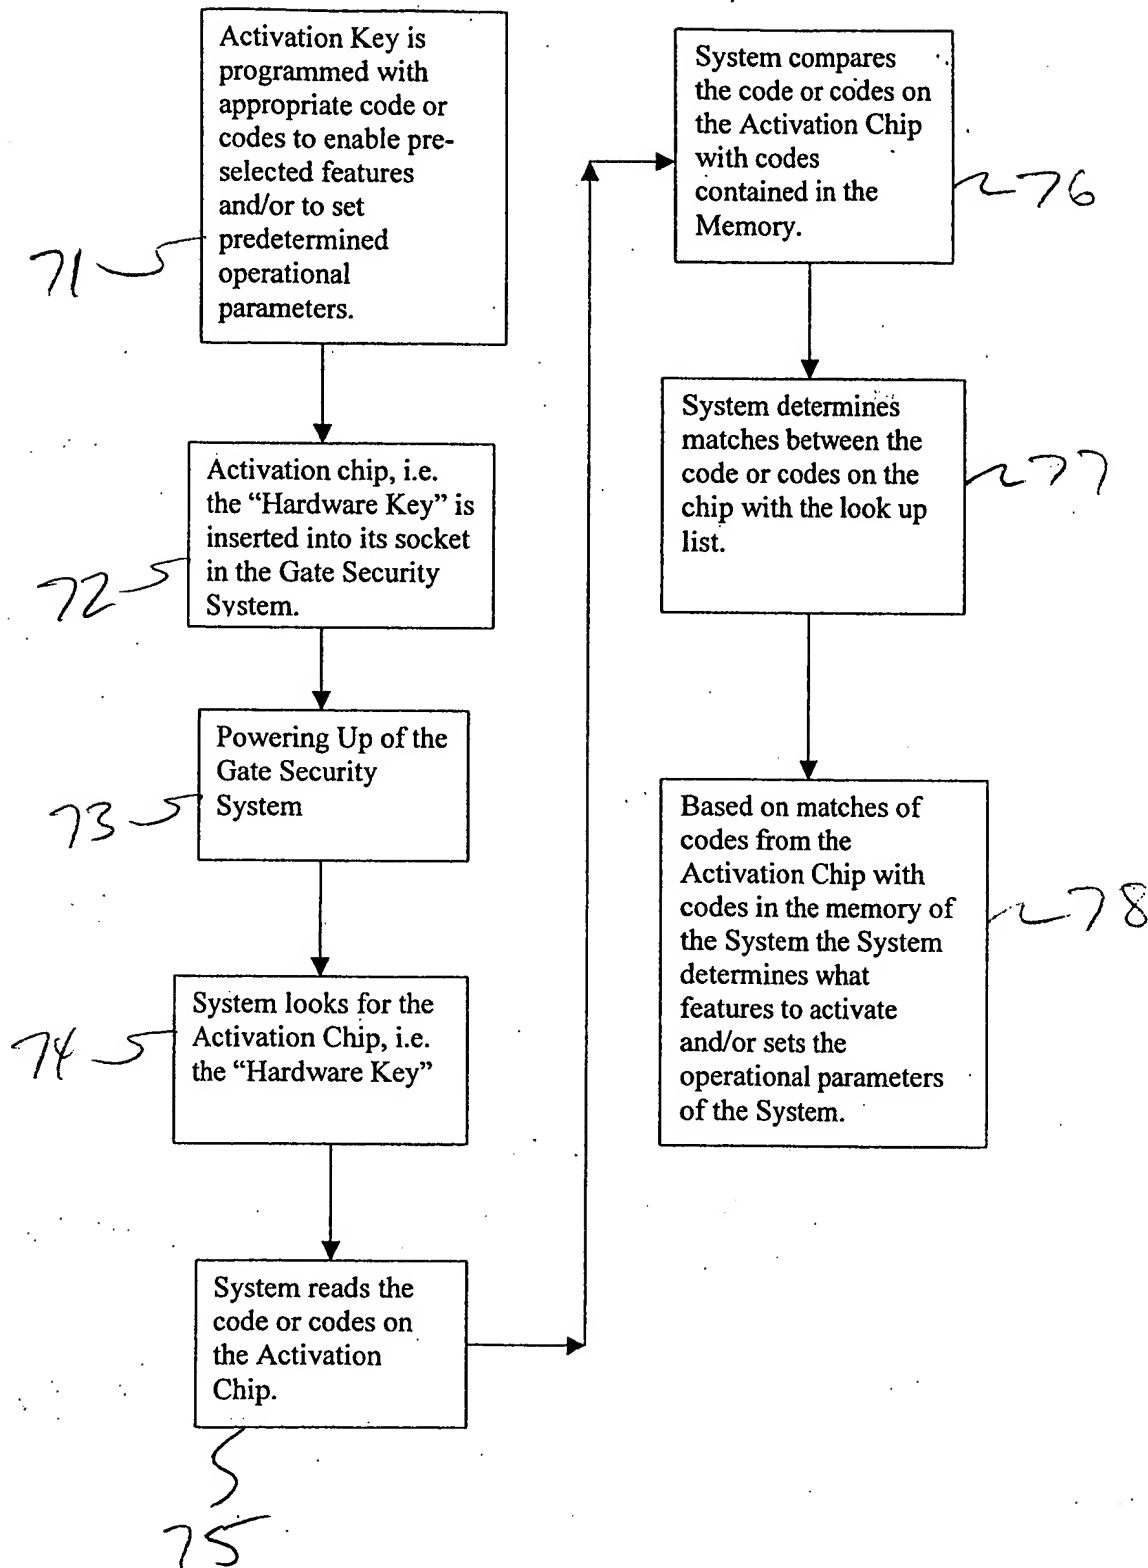 Activation Key is
programmed with
appropriate code or
codes to enable pre-
selected features
and/or to set
predetermined
operational
parameters.
71
Activation chip, i.e.
the “Hardware Key” is
inserted into its socket
in the Gate Security
System.
72
Powering Up of the
Gate Security
System
73
System looks for the
Activation Chip, i.e.
the “Hardware Key”
74
System reads the
code or codes on
the Activation
Chip.
75
System compares
the code or codes on
the Activation Chip
with codes
contained in the
Memory.
76
System determines
matches between the
code or codes on the
chip with the look up
list.
77
Based on matches of
codes from the
Activation Chip with
codes in the memory of
the System the System
determines what
features to activate
and/or sets the
operational parameters
of the System.
78